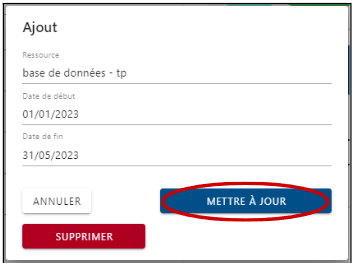 Ajout
Ressource
base de données - tp
Date de début
01/01/2023
Date de fin
31/05/2023
ANNULER
METTRE À JOUR
SUPPRIMER